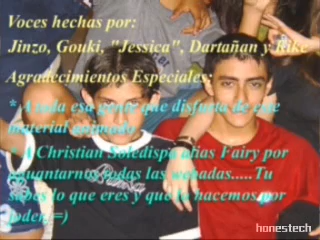 Voces hechas por:
Jinzo, Gouki, "Jessica", Dartañan y Rike
Agradecimientos Especiales:
* A toda esa gente que disfruta de este
material animado
* A Christian Soledispa alias Fairy por
aguantarnos todas las webadas.....Tu
sabes lo que eres y que lo hacemos por
joder.=)
honestech